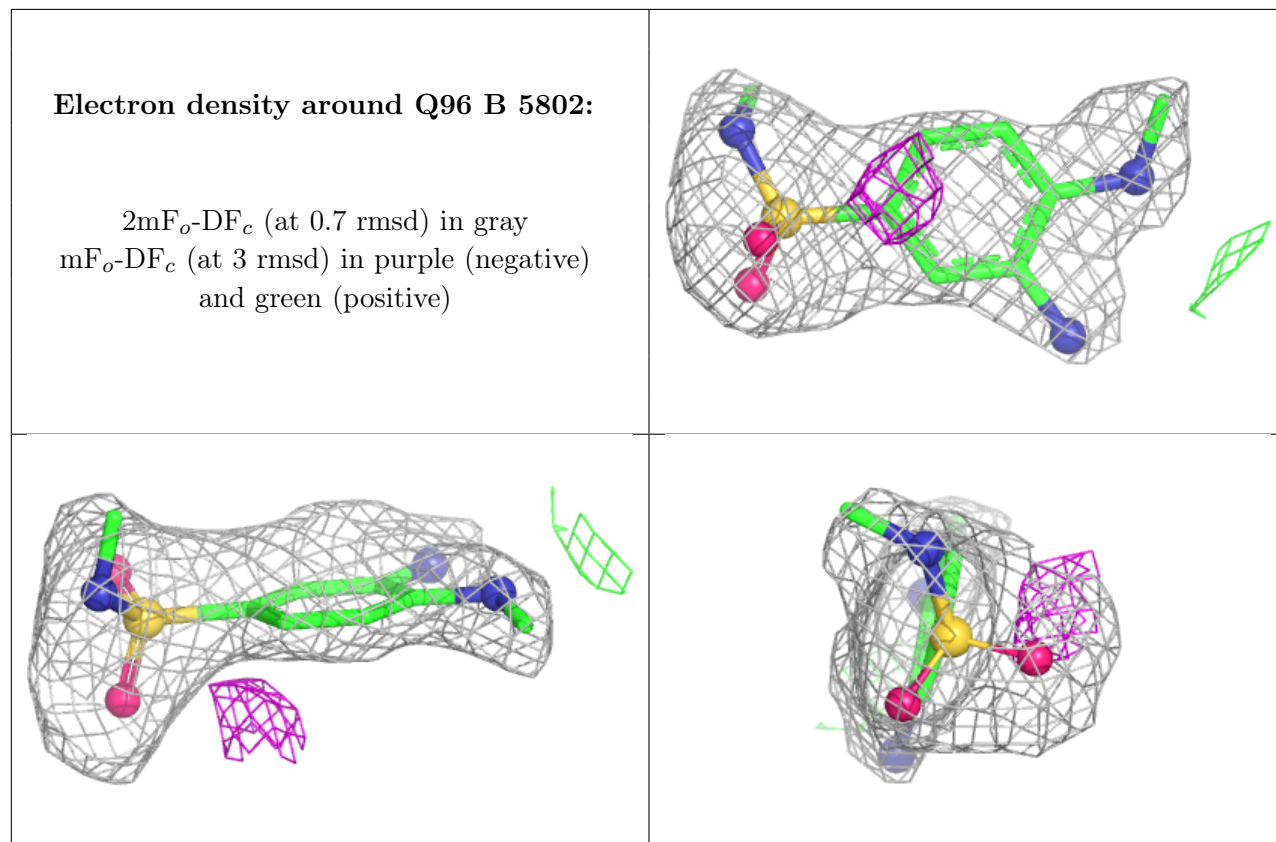 Electron density around Q96 B 5802:
2mFo-DFc (at 0.7 rmsd) in gray
mFo-DFc (at 3 rmsd) in purple (negative)
and green (positive)